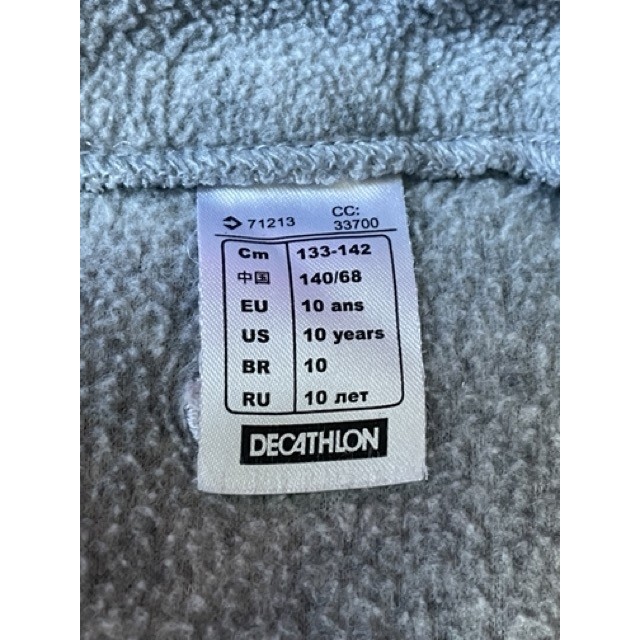 71213 CC: 33700
Cm 133-142
中国 140/68
EU 10 ans
US 10 years
BR 10
RU 10 лет
DECATHLON